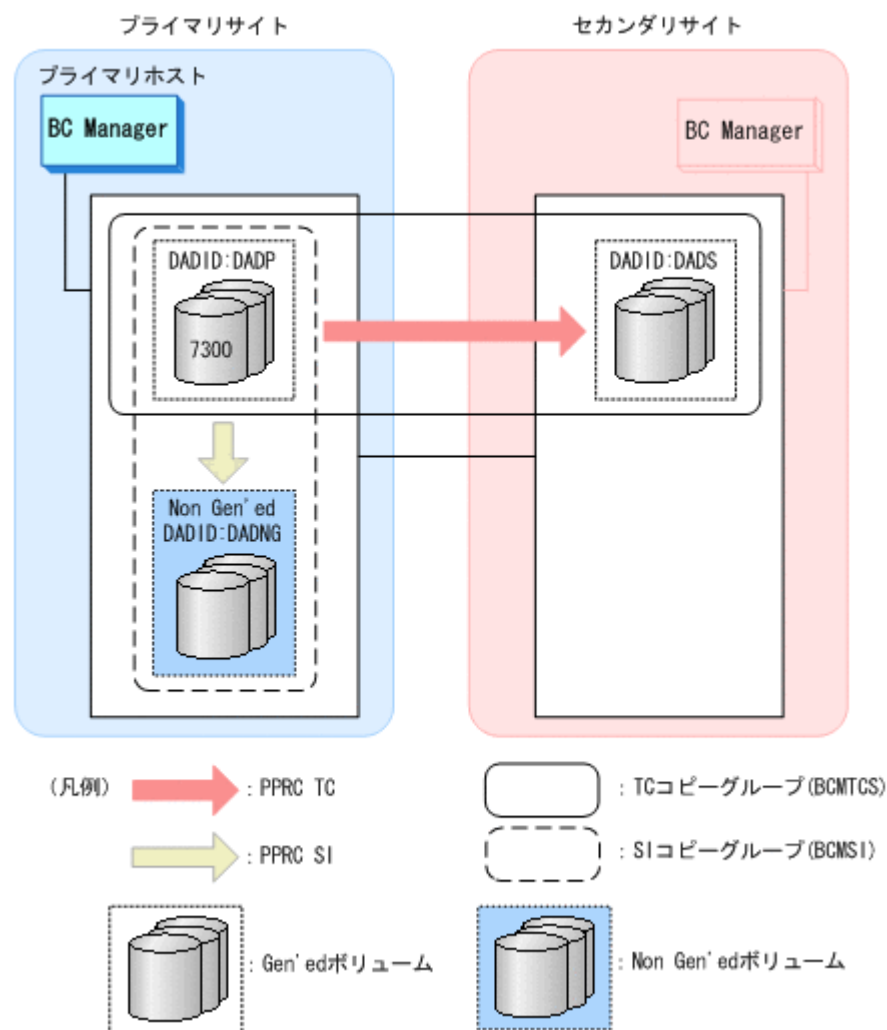 プライマリサイト
セカンダリサイト
プライマリホスト
BC Manager
BC Manager
DADID:DADP
7300
DADID:DADS
Non Gen'ed
DADID:DADNG
(凡例)
: PPRC TC
: TCコピーグループ(BCMTCS)
: PPRC SI
: SIコピーグループ(BCMSI)
: Gen'edボリューム
: Non Gen'edボリューム